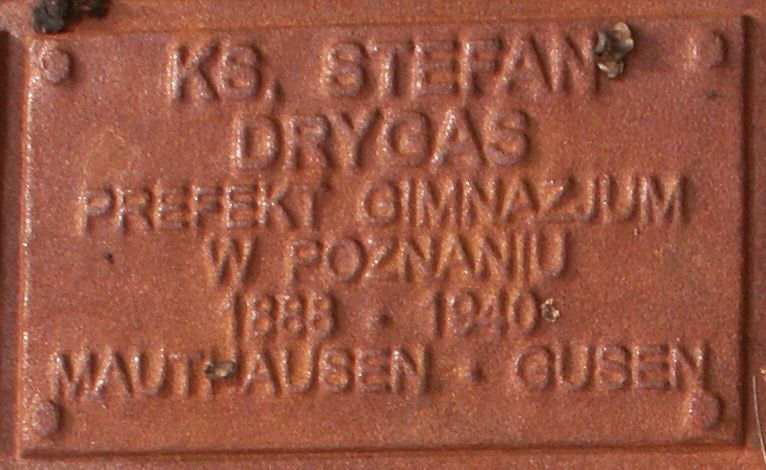 KS. STEFAN
DRYGAS
PREFEKT GIMNAZJUM
W POZNANIU
1888 • 1940
MAUTHAUSEN • GUSEN